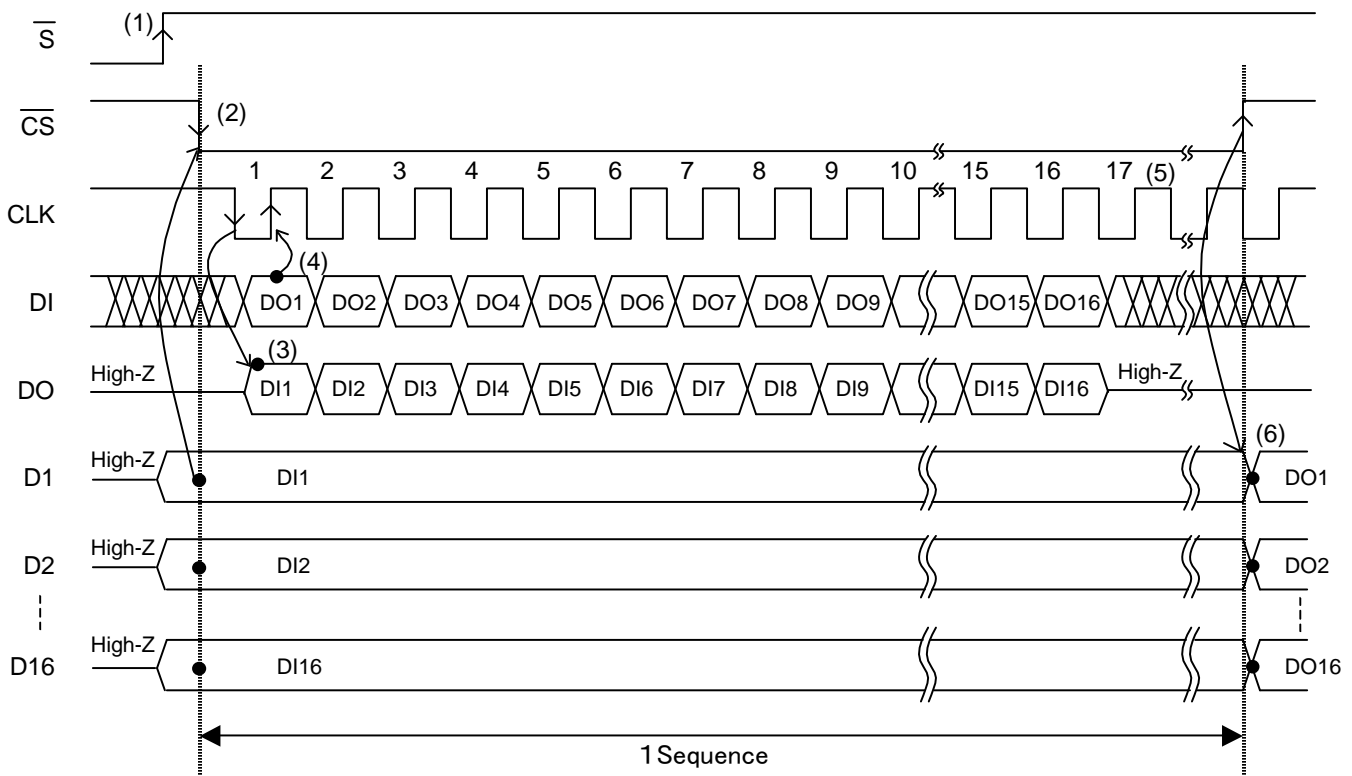 S (1)
CS (2)
1 2 3 4 5 6 7 8 9 10 15 16 17 (5)
CLK
(4)
DI DO1 DO2 DO3 DO4 DO5 DO6 DO7 DO8 DO9 DO15 DO16
(3)
DO High-Z DI1 DI2 DI3 DI4 DI5 DI6 DI7 DI8 DI9 DI15 DI16 High-Z
(6)
D1 High-Z DI1 DO1
D2 High-Z DI2 DO2
D16 High-Z DI16 DO16
1 Sequence